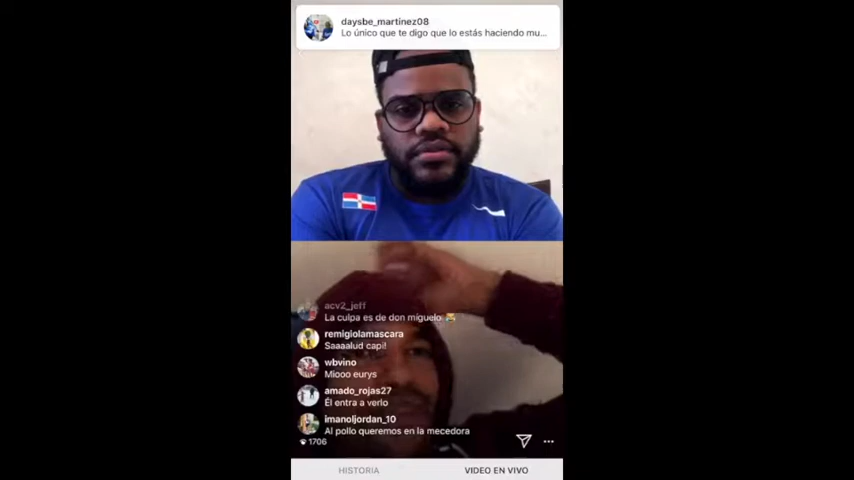 daysbe_martinez08
Lo único que te digo que lo estás haciendo mu...
acv2_jeff
La culpa es de don miguelo
remigiolamascara
Saaaalud capi!
wbvino
Miooo eurys
amado_rojas27
Él entra a verlo
imanoljordan_10
Al pollo queremos en la mecedora
1706
HISTORIA
VIDEO EN VIVO